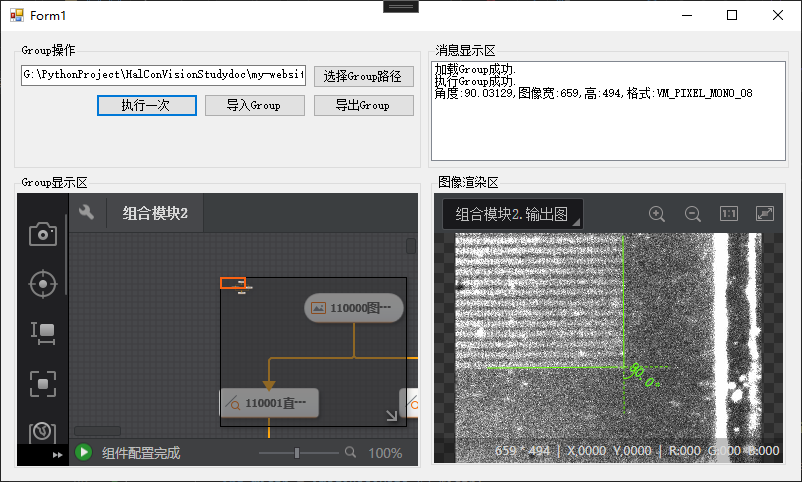 Form1
Group操作
G:\PythonProject\HalConVisionStudydoc\my-websit
选择Group路径
执行一次
导入Group
导出Group
消息显示区
加载Group成功.
执行Group成功.
角度:90.03129,图像宽:659,高:494,格式:VM_PIXEL_MONO_08
Group显示区
组合模块2
110000图···
110001直···
组件配置完成
100%
图像渲染区
组合模块2.输出图
1:1
659 * 494 | X,0000 Y,0000 | R:000 G:000 B:000